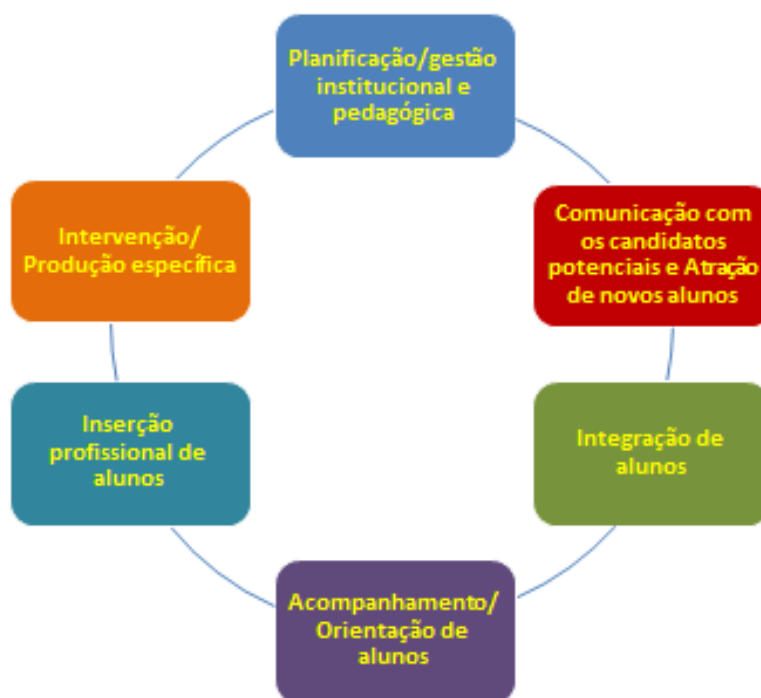 Planificação/gestão
institucional e
pedagógica
Comunicação com
os candidatos
potenciais e Atração
de novos alunos
Integração de
alunos
Acompanhamento/
Orientação de
alunos
Inserção
profissional de
alunos
Intervenção/
Produção específica